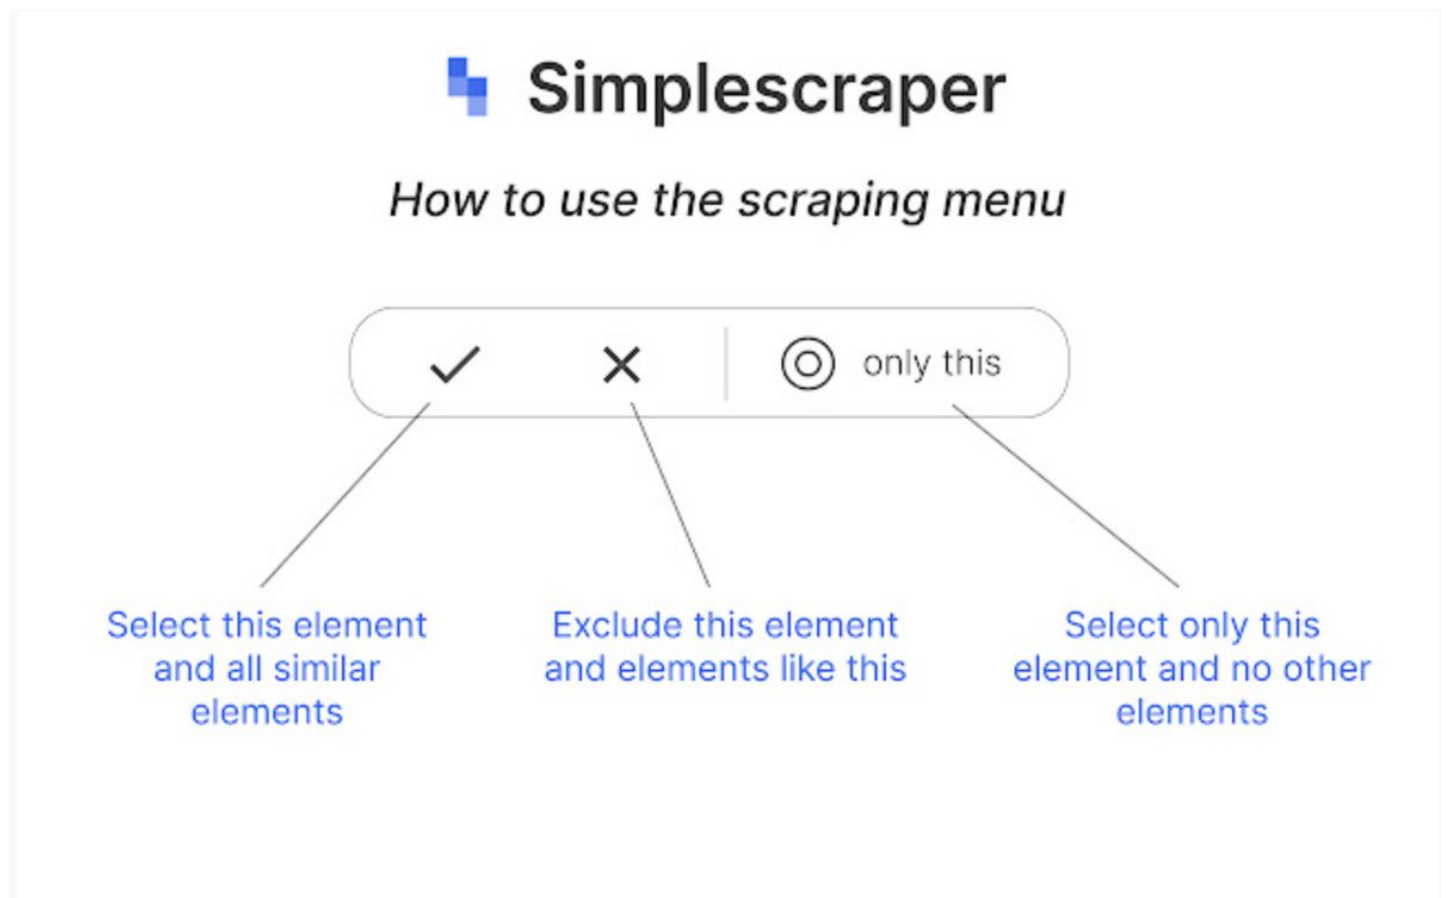 Simplescraper
How to use the scraping menu
only this
Select this element
and all similar
elements
Exclude this element
and elements like this
Select only this
element and no other
elements